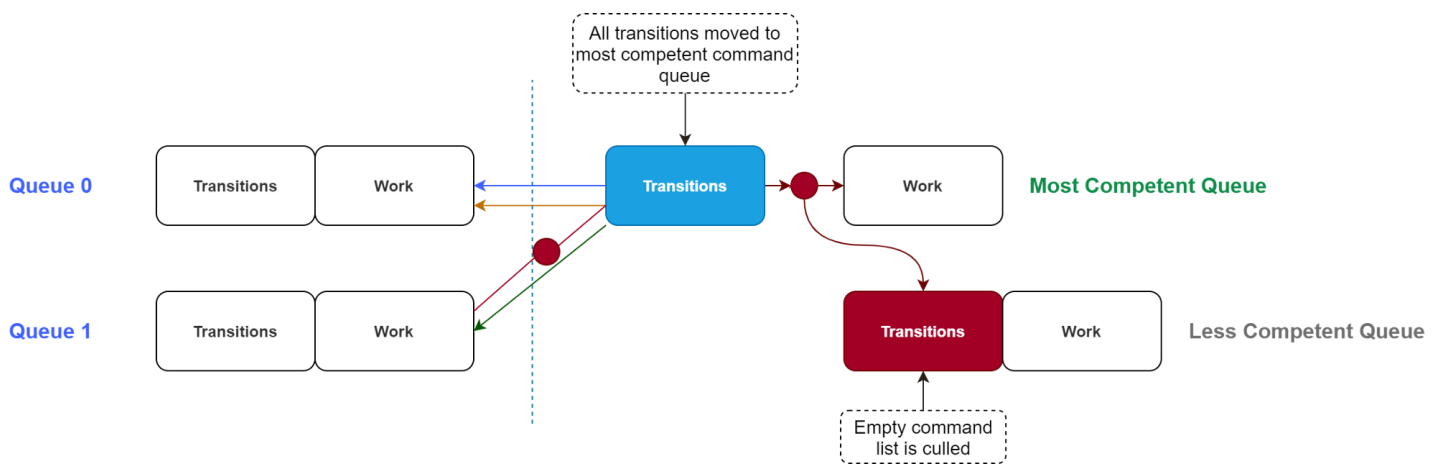 All transitions moved to
most competent command
queue
Queue 0
Transitions
Work
Transitions
Work
Most Competent Queue
Queue 1
Transitions
Work
Transitions
Work
Less Competent Queue
Empty command
list is culled